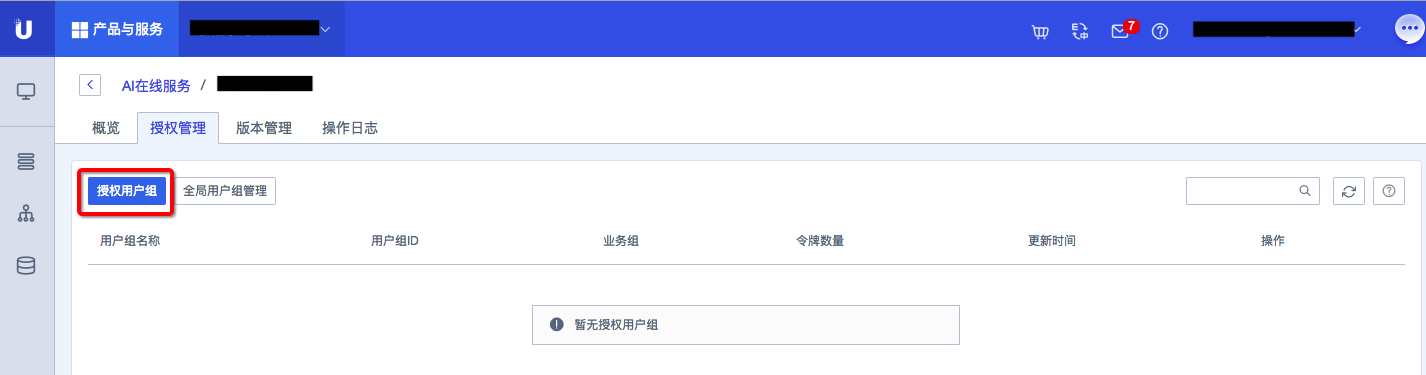 U 产品与服务 7
AI在线服务 /
概览 授权管理 版本管理 操作日志
授权用户组 全局用户组管理
用户组名称 用户组ID 业务组 令牌数量 更新时间 操作
暂无授权用户组